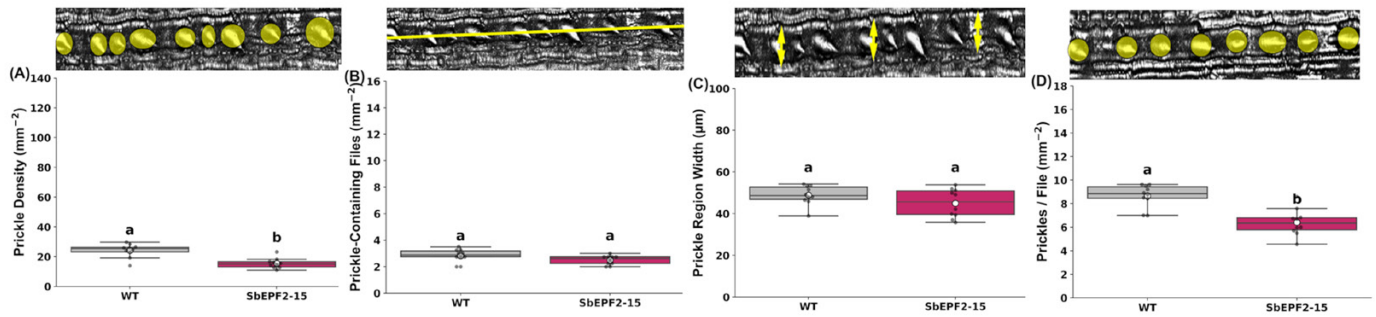 (A)
Prickle Density (mm⁻²)
140
120
100
80
60
40
20
0
a
b
WT
SbEPF2-15
(B)
Prickle-Containing Files (mm⁻²)
16
14
12
10
8
6
4
2
0
a
a
WT
SbEPF2-15
(C)
Prickle Region Width (μm)
100
80
60
40
20
0
a
a
WT
SbEPF2-15
(D)
Prickles / File (mm⁻²)
18
16
14
12
10
8
6
4
2
0
a
b
WT
SbEPF2-15